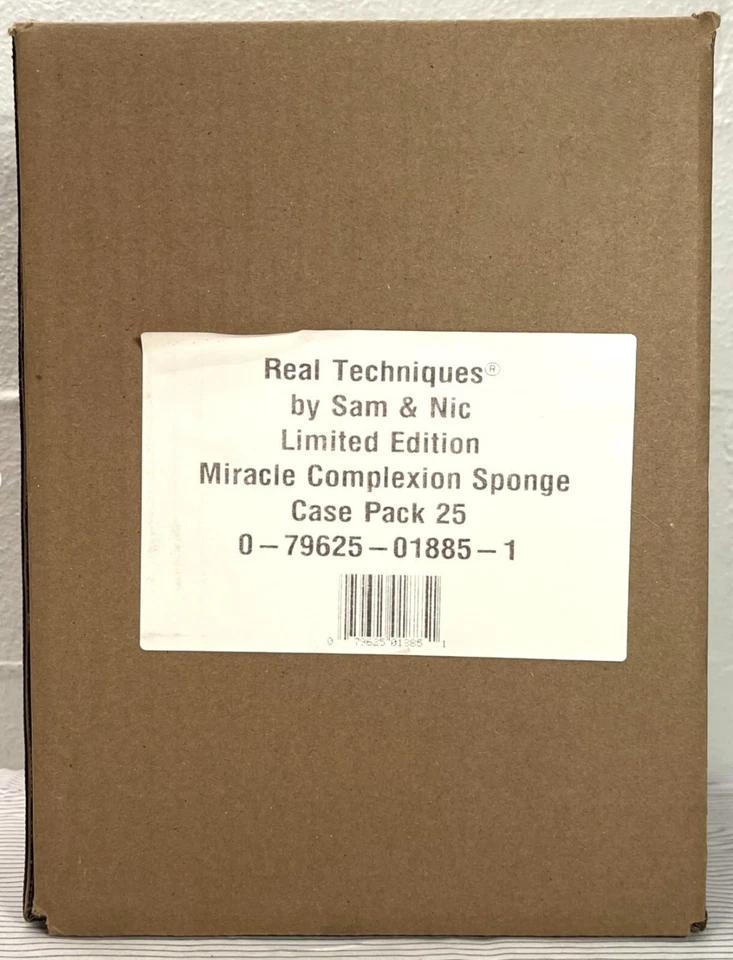 Real Techniques®
by Sam & Nic
Limited Edition
Miracle Complexion Sponge
Case Pack 25
0-79625-01885-1
0 79625 01885 1